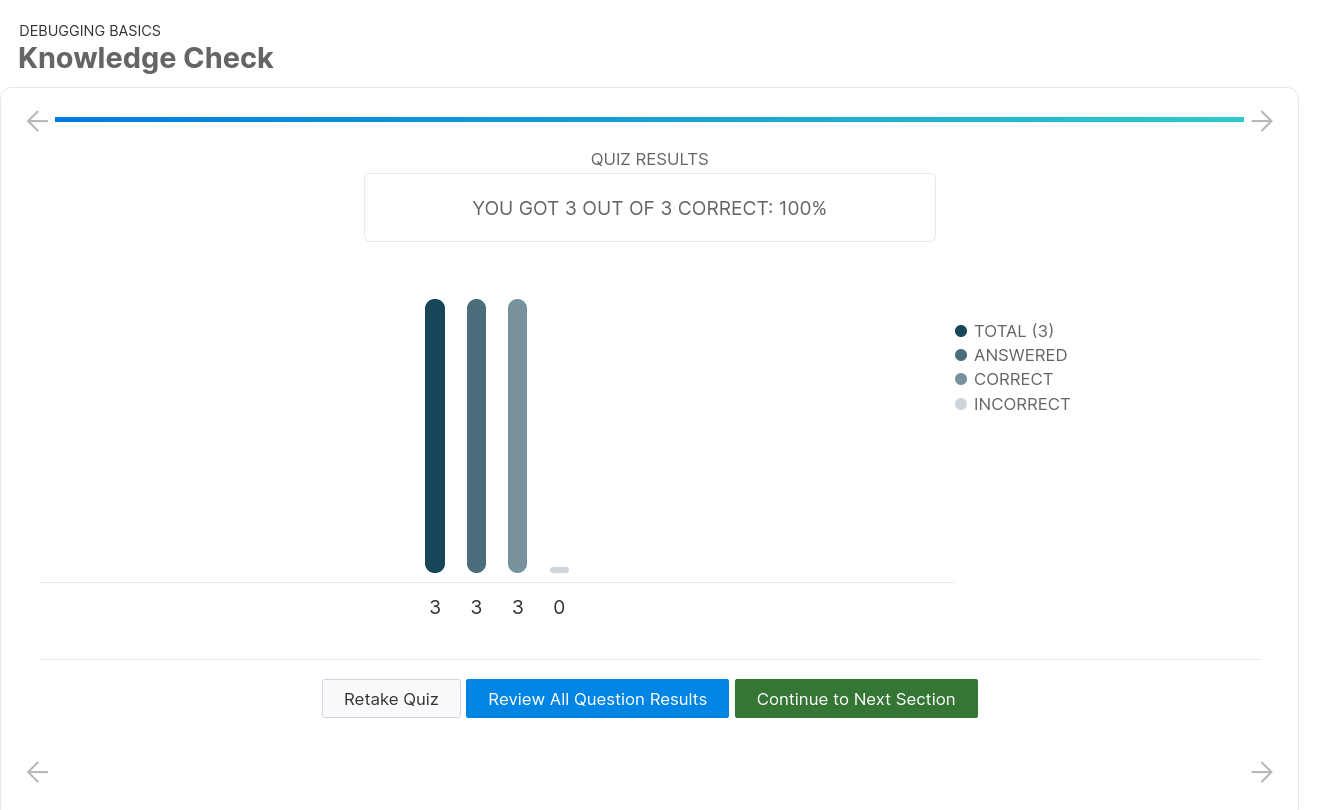 DEBUGGING BASICS
Knowledge Check
QUIZ RESULTS
YOU GOT 3 OUT OF 3 CORRECT: 100%
TOTAL (3)
ANSWERED
CORRECT
INCORRECT
3 3 3 0
Retake Quiz Review All Question Results Continue to Next Section